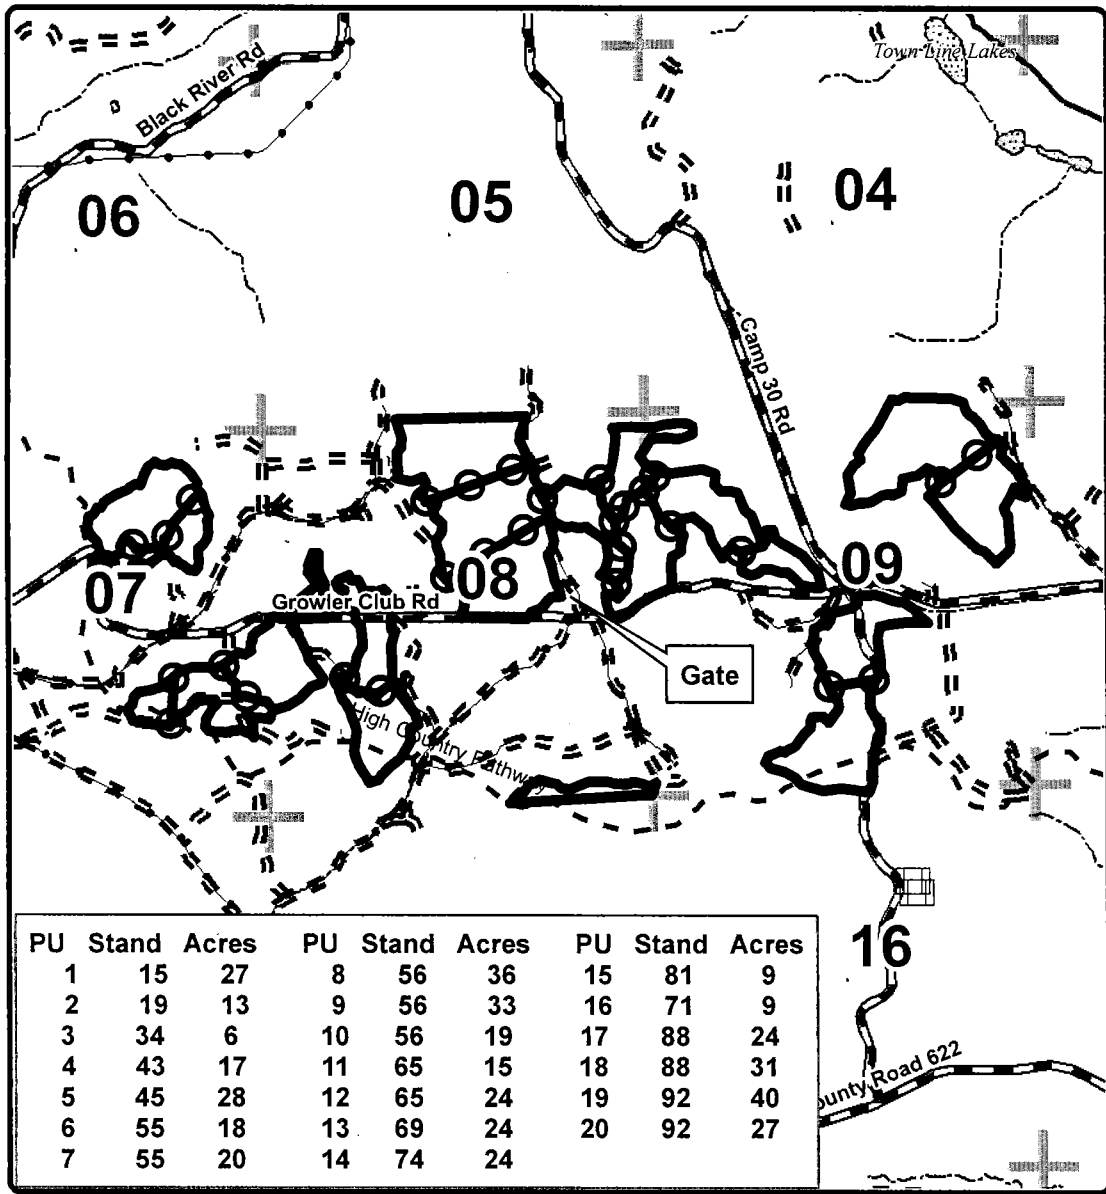 Town Line Lakes
Black River Rd
06
05
04
Camp 30 Rd
07
08
09
Growler Club Rd
Gate
High Country Pathway
16
County Road 622
PU Stand Acres PU Stand Acres PU Stand Acres
1 15 27 8 56 36 15 81 9
2 19 13 9 56 33 16 71 9
3 34 6 10 56 19 17 88 24
4 43 17 11 65 15 18 88 31
5 45 28 12 65 24 19 92 40
6 55 18 13 69 24 20 92 27
7 55 20 14 74 24